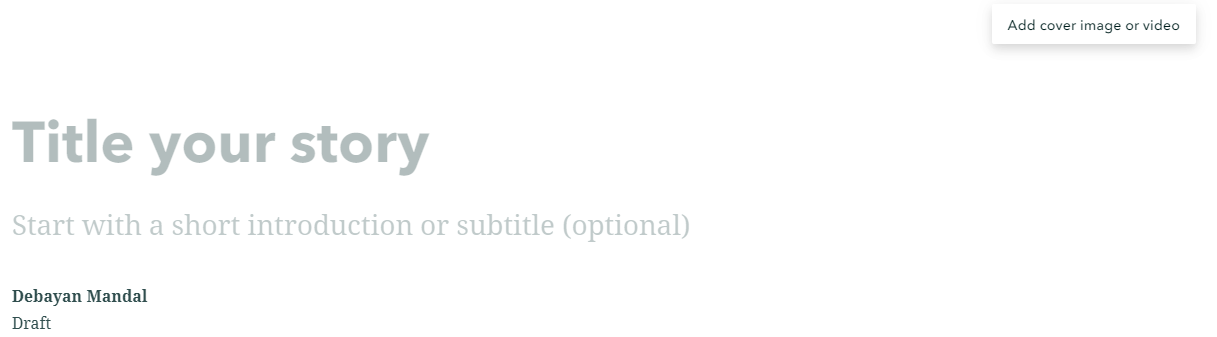 Add cover image or video
Title your story
Start with a short introduction or subtitle (optional)
Debayan Mandal
Draft